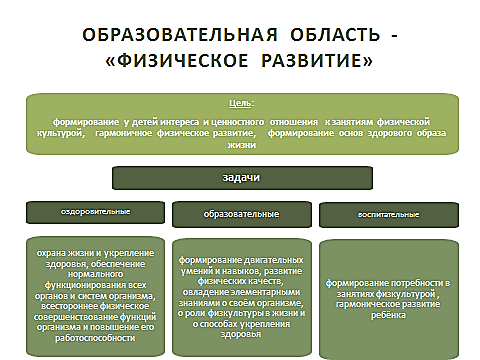 ОБРАЗОВАТЕЛЬНАЯ ОБЛАСТЬ -
«ФИЗИЧЕСКОЕ РАЗВИТИЕ»
Цель:
формирование у детей интереса и ценностного отношения к занятиям физической
культурой, гармоничное физическое развитие, формирование основ здорового образа
жизни
задачи
оздоровительные
образовательные
воспитательные
охрана жизни и укрепление
здоровья, обеспечение
нормального
функционирования всех
органов и систем организма,
всестороннее физическое
совершенствование функций
организма и повышение его
работоспособности
формирование двигательных
умений и навыков, развитие
физических качеств,
овладение элементарными
знаниями о своём организме,
о роли физкультуры в жизни и
о способах укрепления
здоровья
формирование потребности в
занятиях физкультурой ,
гармоническое развитие
ребёнка